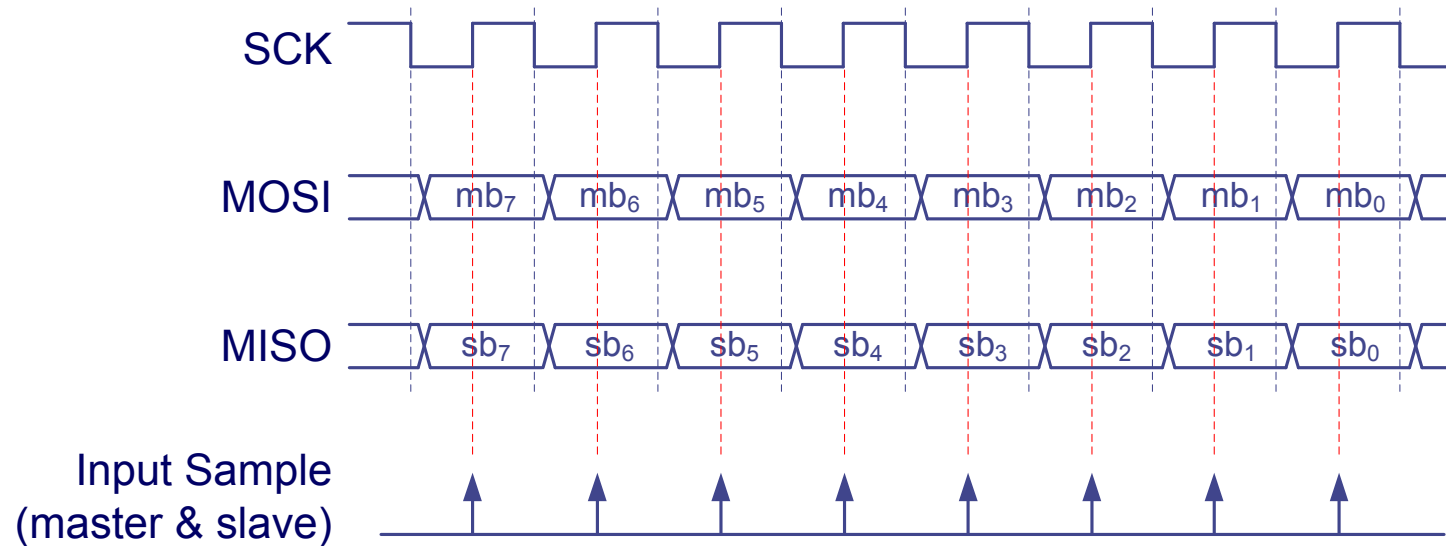 SCK
MOSI mb₇ mb₆ mb₅ mb₄ mb₃ mb₂ mb₁ mb₀
MISO sb₇ sb₆ sb₅ sb₄ sb₃ sb₂ sb₁ sb₀
Input Sample
(master & slave)